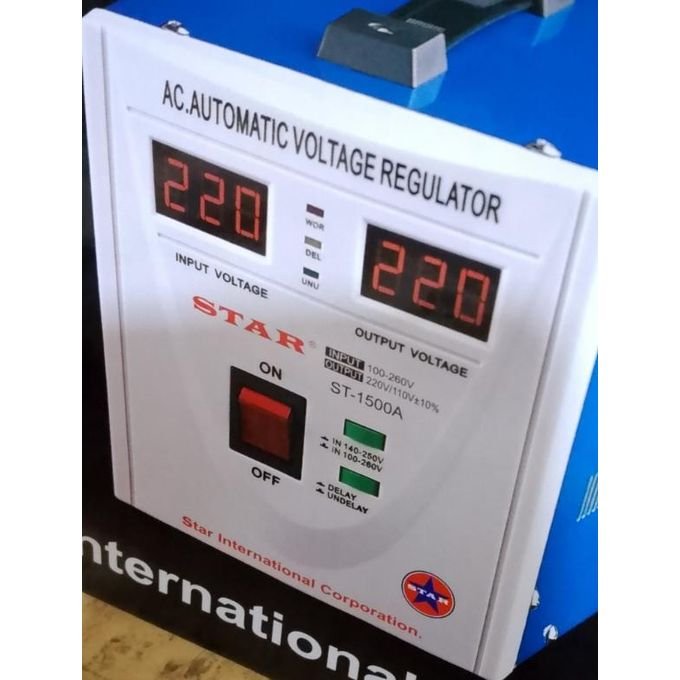 AC.AUTOMATIC VOLTAGE REGULATOR
220
WOR
DEL
UNU
220
INPUT VOLTAGE
OUTPUT VOLTAGE
STAR®
INPUT 100-260V
OUTPUT 220V/110V±10%
ST-1500A
ON
OFF
IN 140-250V
IN 100-260V
DELAY
UNDELAY
Star International Corporation.
STAR
nternational